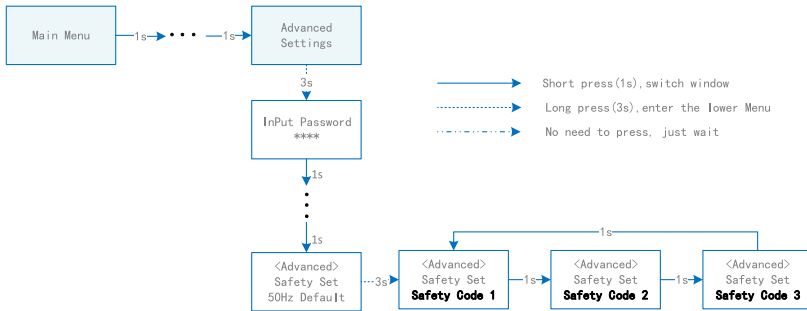 Main Menu
1s
1s
Advanced
Settings
3s
Short press(1s), switch window
Long press(3s), enter the lower Menu
No need to press, just wait
InPut Password
****
1s
1s
1s
<Advanced>
Safety Set
50Hz Default
3s
<Advanced>
Safety Set
Safety Code 1
1s
<Advanced>
Safety Set
Safety Code 2
1s
<Advanced>
Safety Set
Safety Code 3